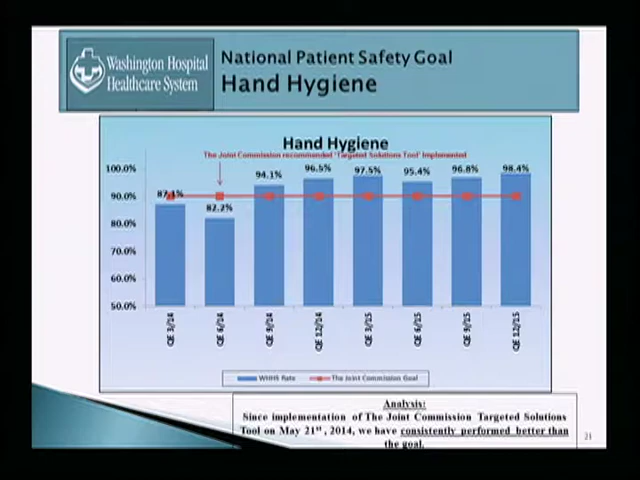 Washington Hospital
Healthcare System
National Patient Safety Goal
Hand Hygiene
Hand Hygiene
The Joint Commission recommended 'Targeted Solutions Tool' Implemented
100.0%
90.0%
80.0%
70.0%
60.0%
50.0%
87.1%
82.2%
94.1%
96.5%
97.5%
95.4%
96.8%
98.4%
QE 3/14
QE 6/14
QE 9/14
QE 12/14
QE 3/15
QE 6/15
QE 9/15
QE 12/15
WHHS Rate
The Joint Commission Goal
Analysis:
Since implementation of The Joint Commission Targeted Solutions
Tool on May 21st, 2014, we have consistently performed better than
the goal.
21